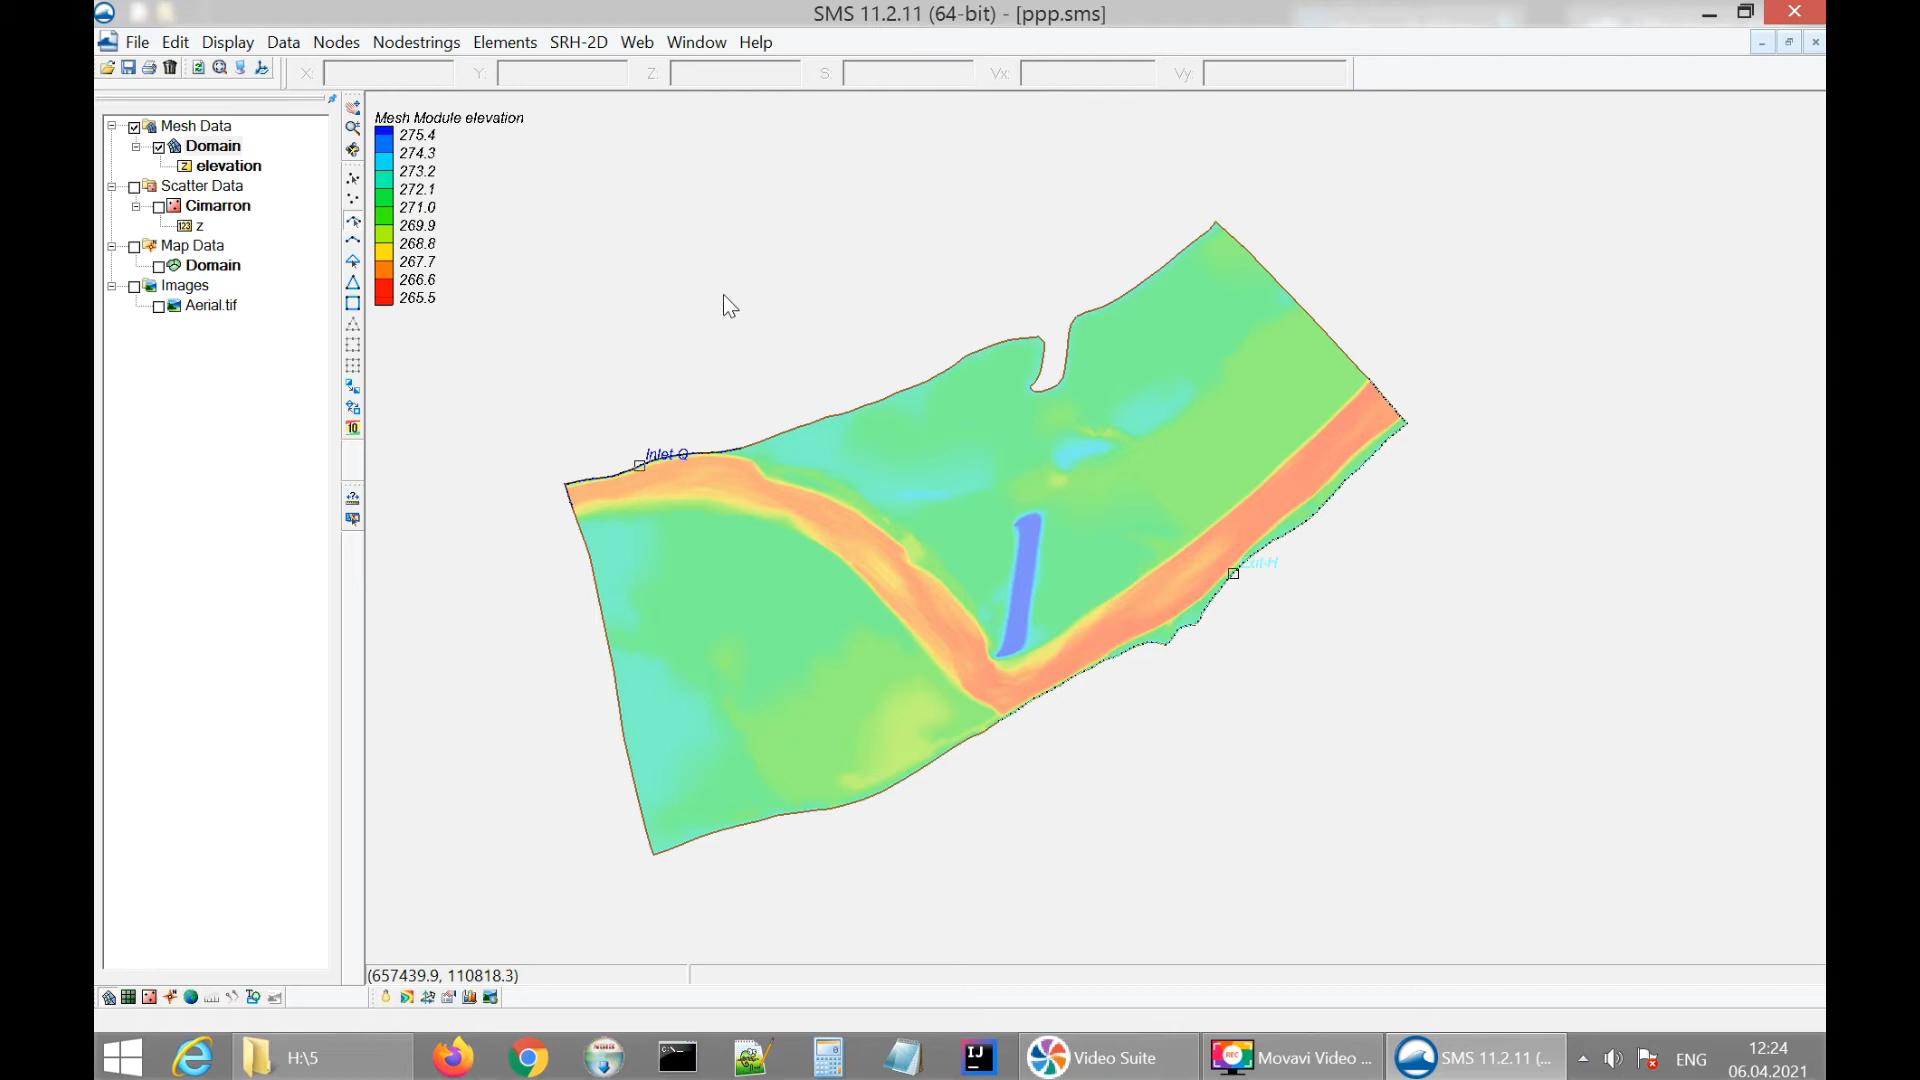 SMS 11.2.11 (64-bit) - [ppp.sms]
File Edit Display Data Nodes Nodestrings Elements SRH-2D Web Window Help
X: Y: Z: S: Vx: Vy:
Mesh Data
Domain
elevation
Scatter Data
Cimarron
z
Map Data
Domain
Images
Aerial.tif
Mesh Module elevation
275.4
274.3
273.2
272.1
271.0
269.9
268.8
267.7
266.6
265.5
Inlet-Q
Exit-H
(657439.9, 110818.3)
H:\5
Video Suite
Movavi Video ...
SMS 11.2.11 (...
ENG
12:24
06.04.2021